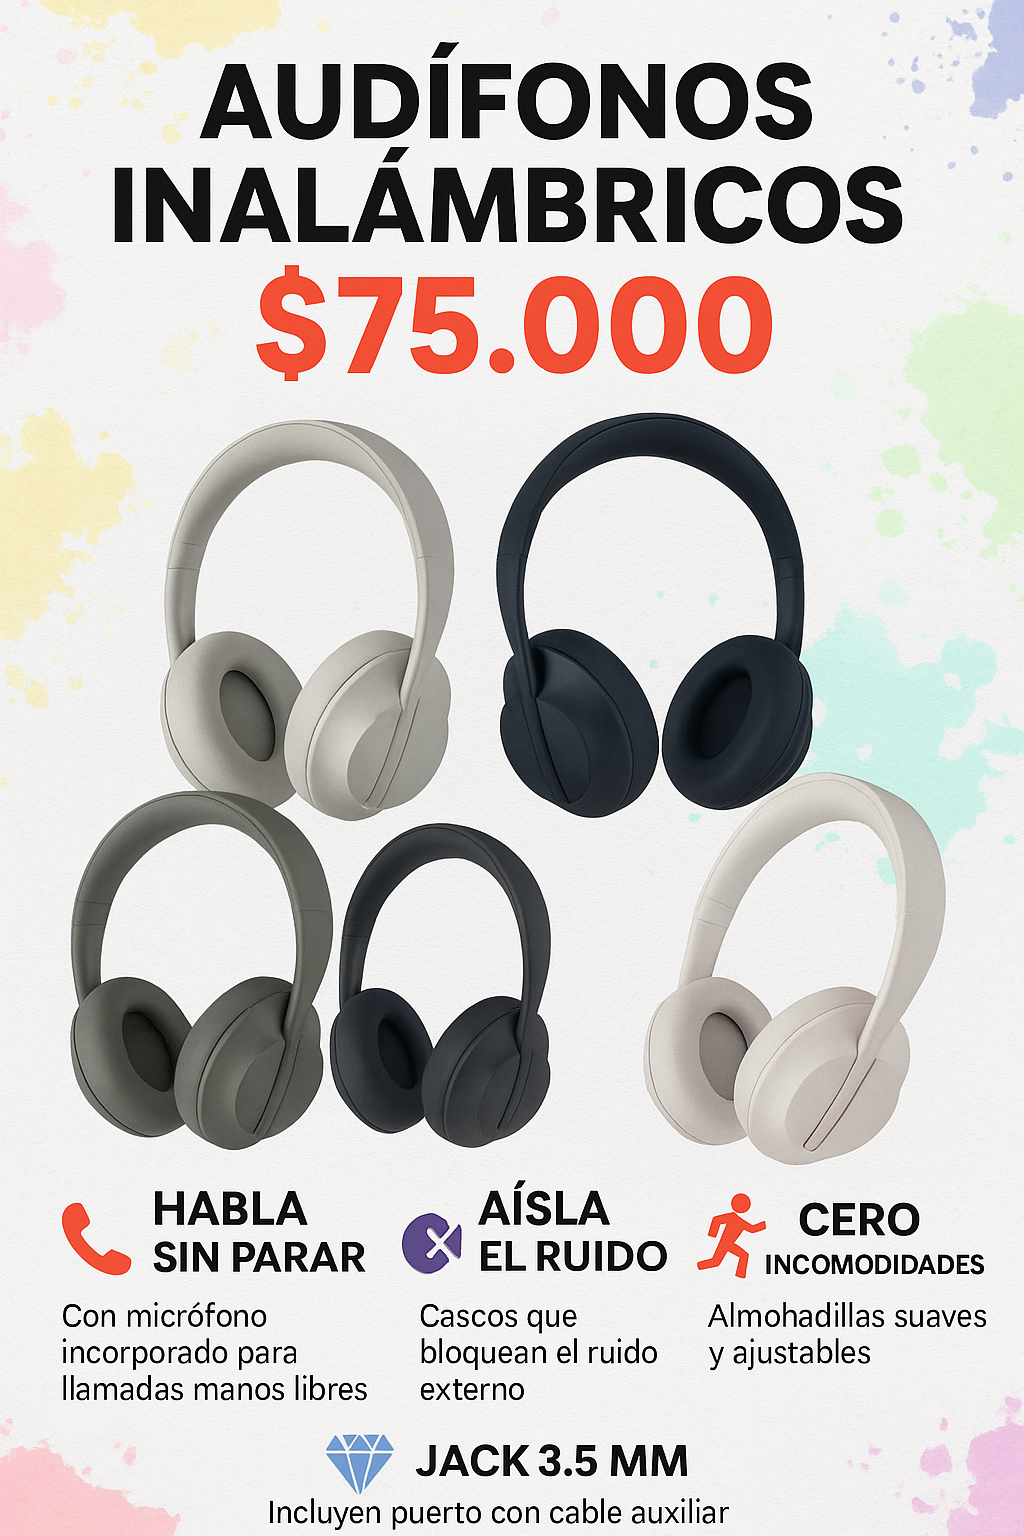 AUDÍFONOS
INALÁMBRICOS
$75.000
HABLA
SIN PARAR
Con micrófono
incorporado para
llamadas manos libres
AÍSLA
EL RUIDO
Cascos que
bloquean el ruido
externo
CERO
INCOMODIDADES
Almohadillas suaves
y ajustables
JACK 3.5 MM
Incluyen puerto con cable auxiliar